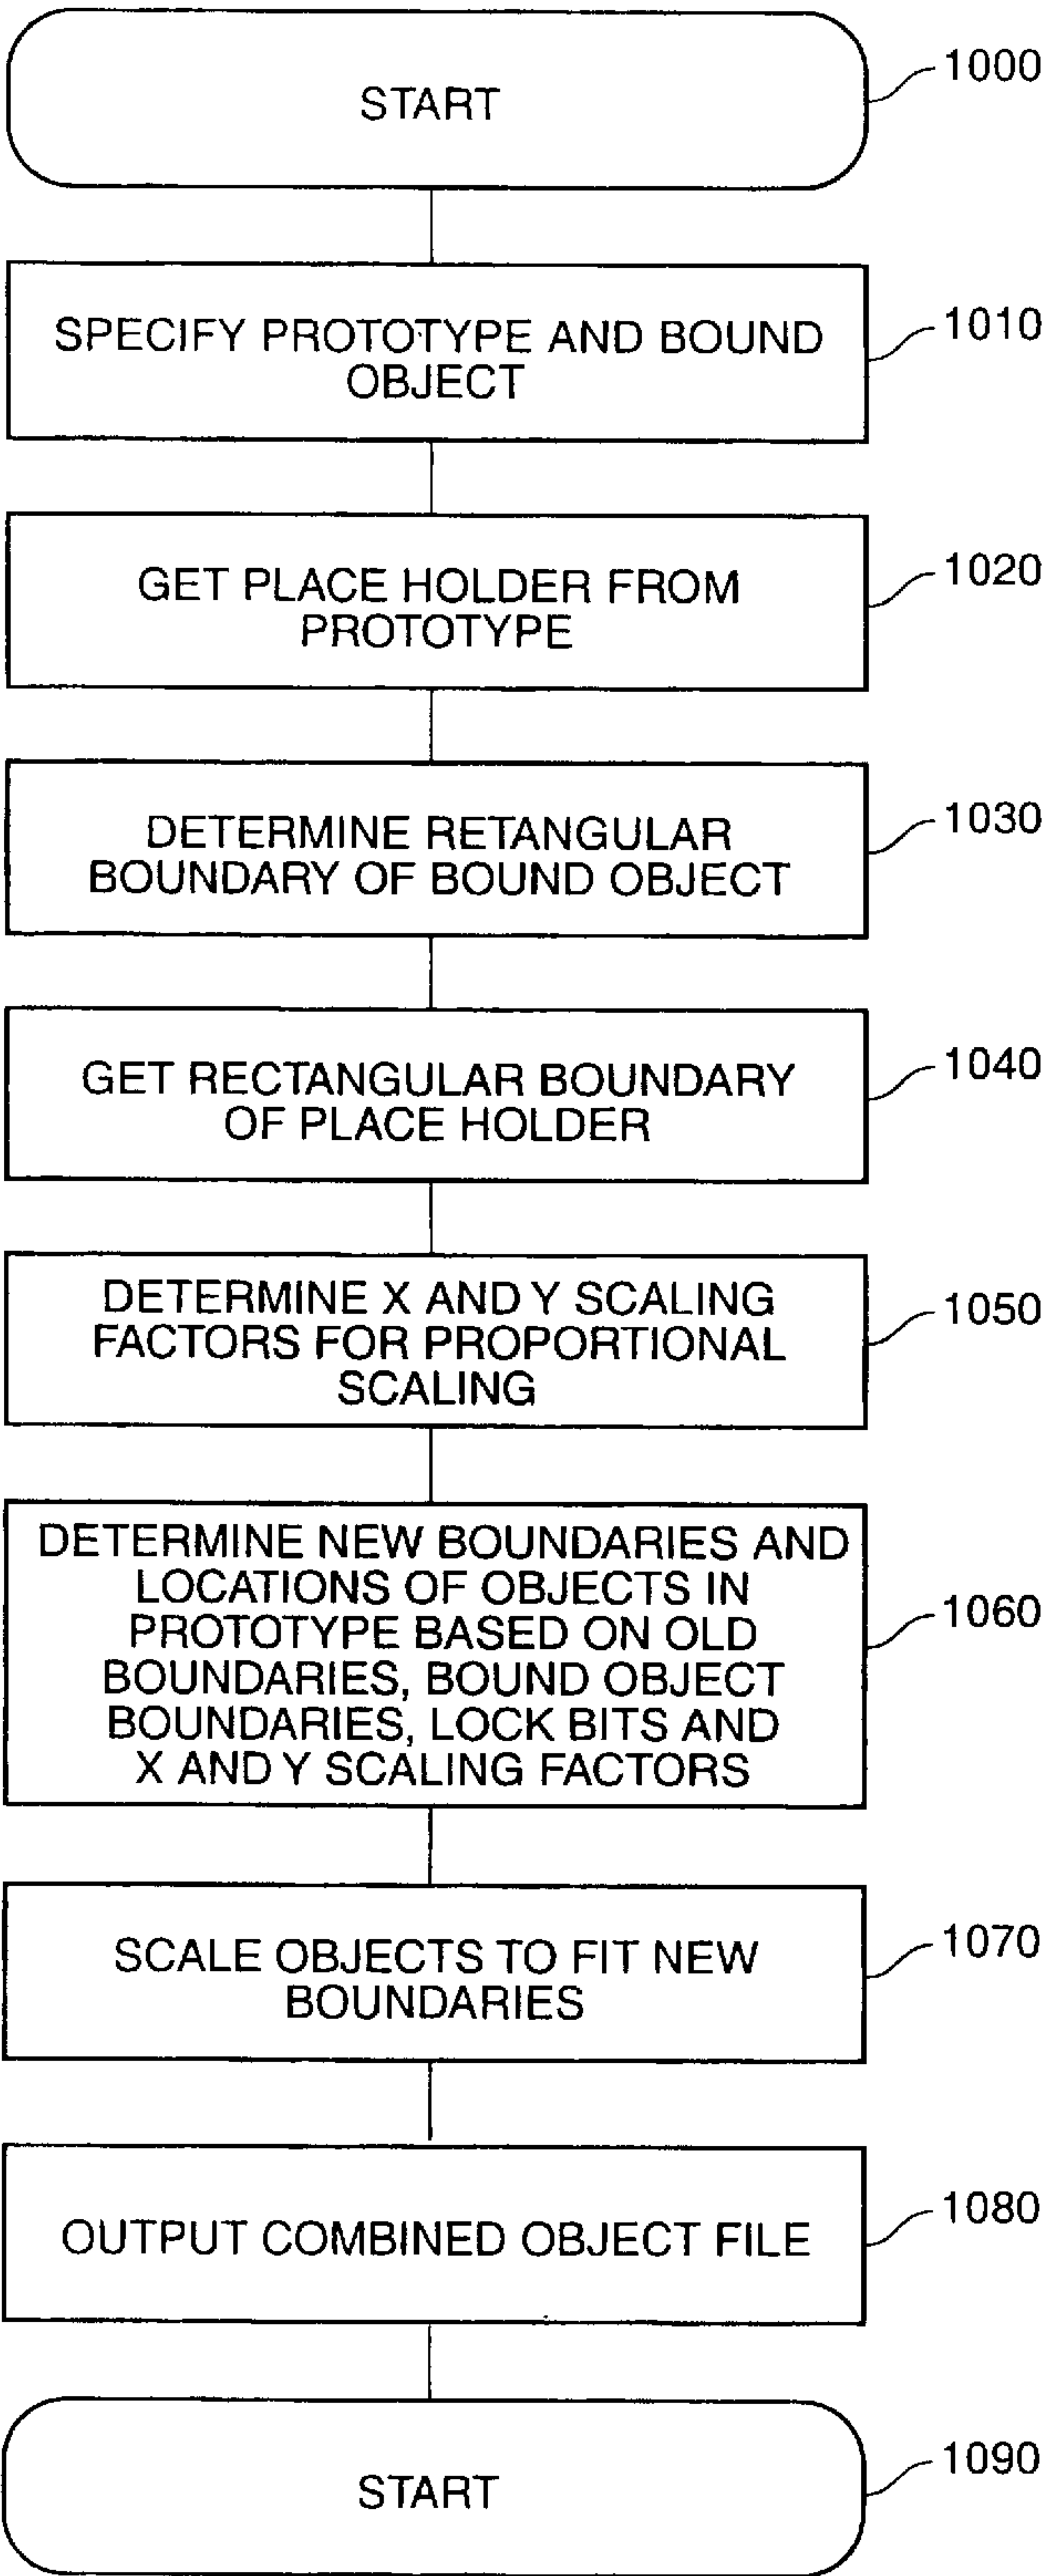 START
1000
SPECIFY PROTOTYPE AND BOUND
OBJECT
1010
GET PLACE HOLDER FROM
PROTOTYPE
1020
DETERMINE RETANGULAR
BOUNDARY OF BOUND OBJECT
1030
GET RECTANGULAR BOUNDARY
OF PLACE HOLDER
1040
DETERMINE X AND Y SCALING
FACTORS FOR PROPORTIONAL
SCALING
1050
DETERMINE NEW BOUNDARIES AND
LOCATIONS OF OBJECTS IN
PROTOTYPE BASED ON OLD
BOUNDARIES, BOUND OBJECT
BOUNDARIES, LOCK BITS AND
X AND Y SCALING FACTORS
1060
SCALE OBJECTS TO FIT NEW
BOUNDARIES
1070
OUTPUT COMBINED OBJECT FILE
1080
START
1090